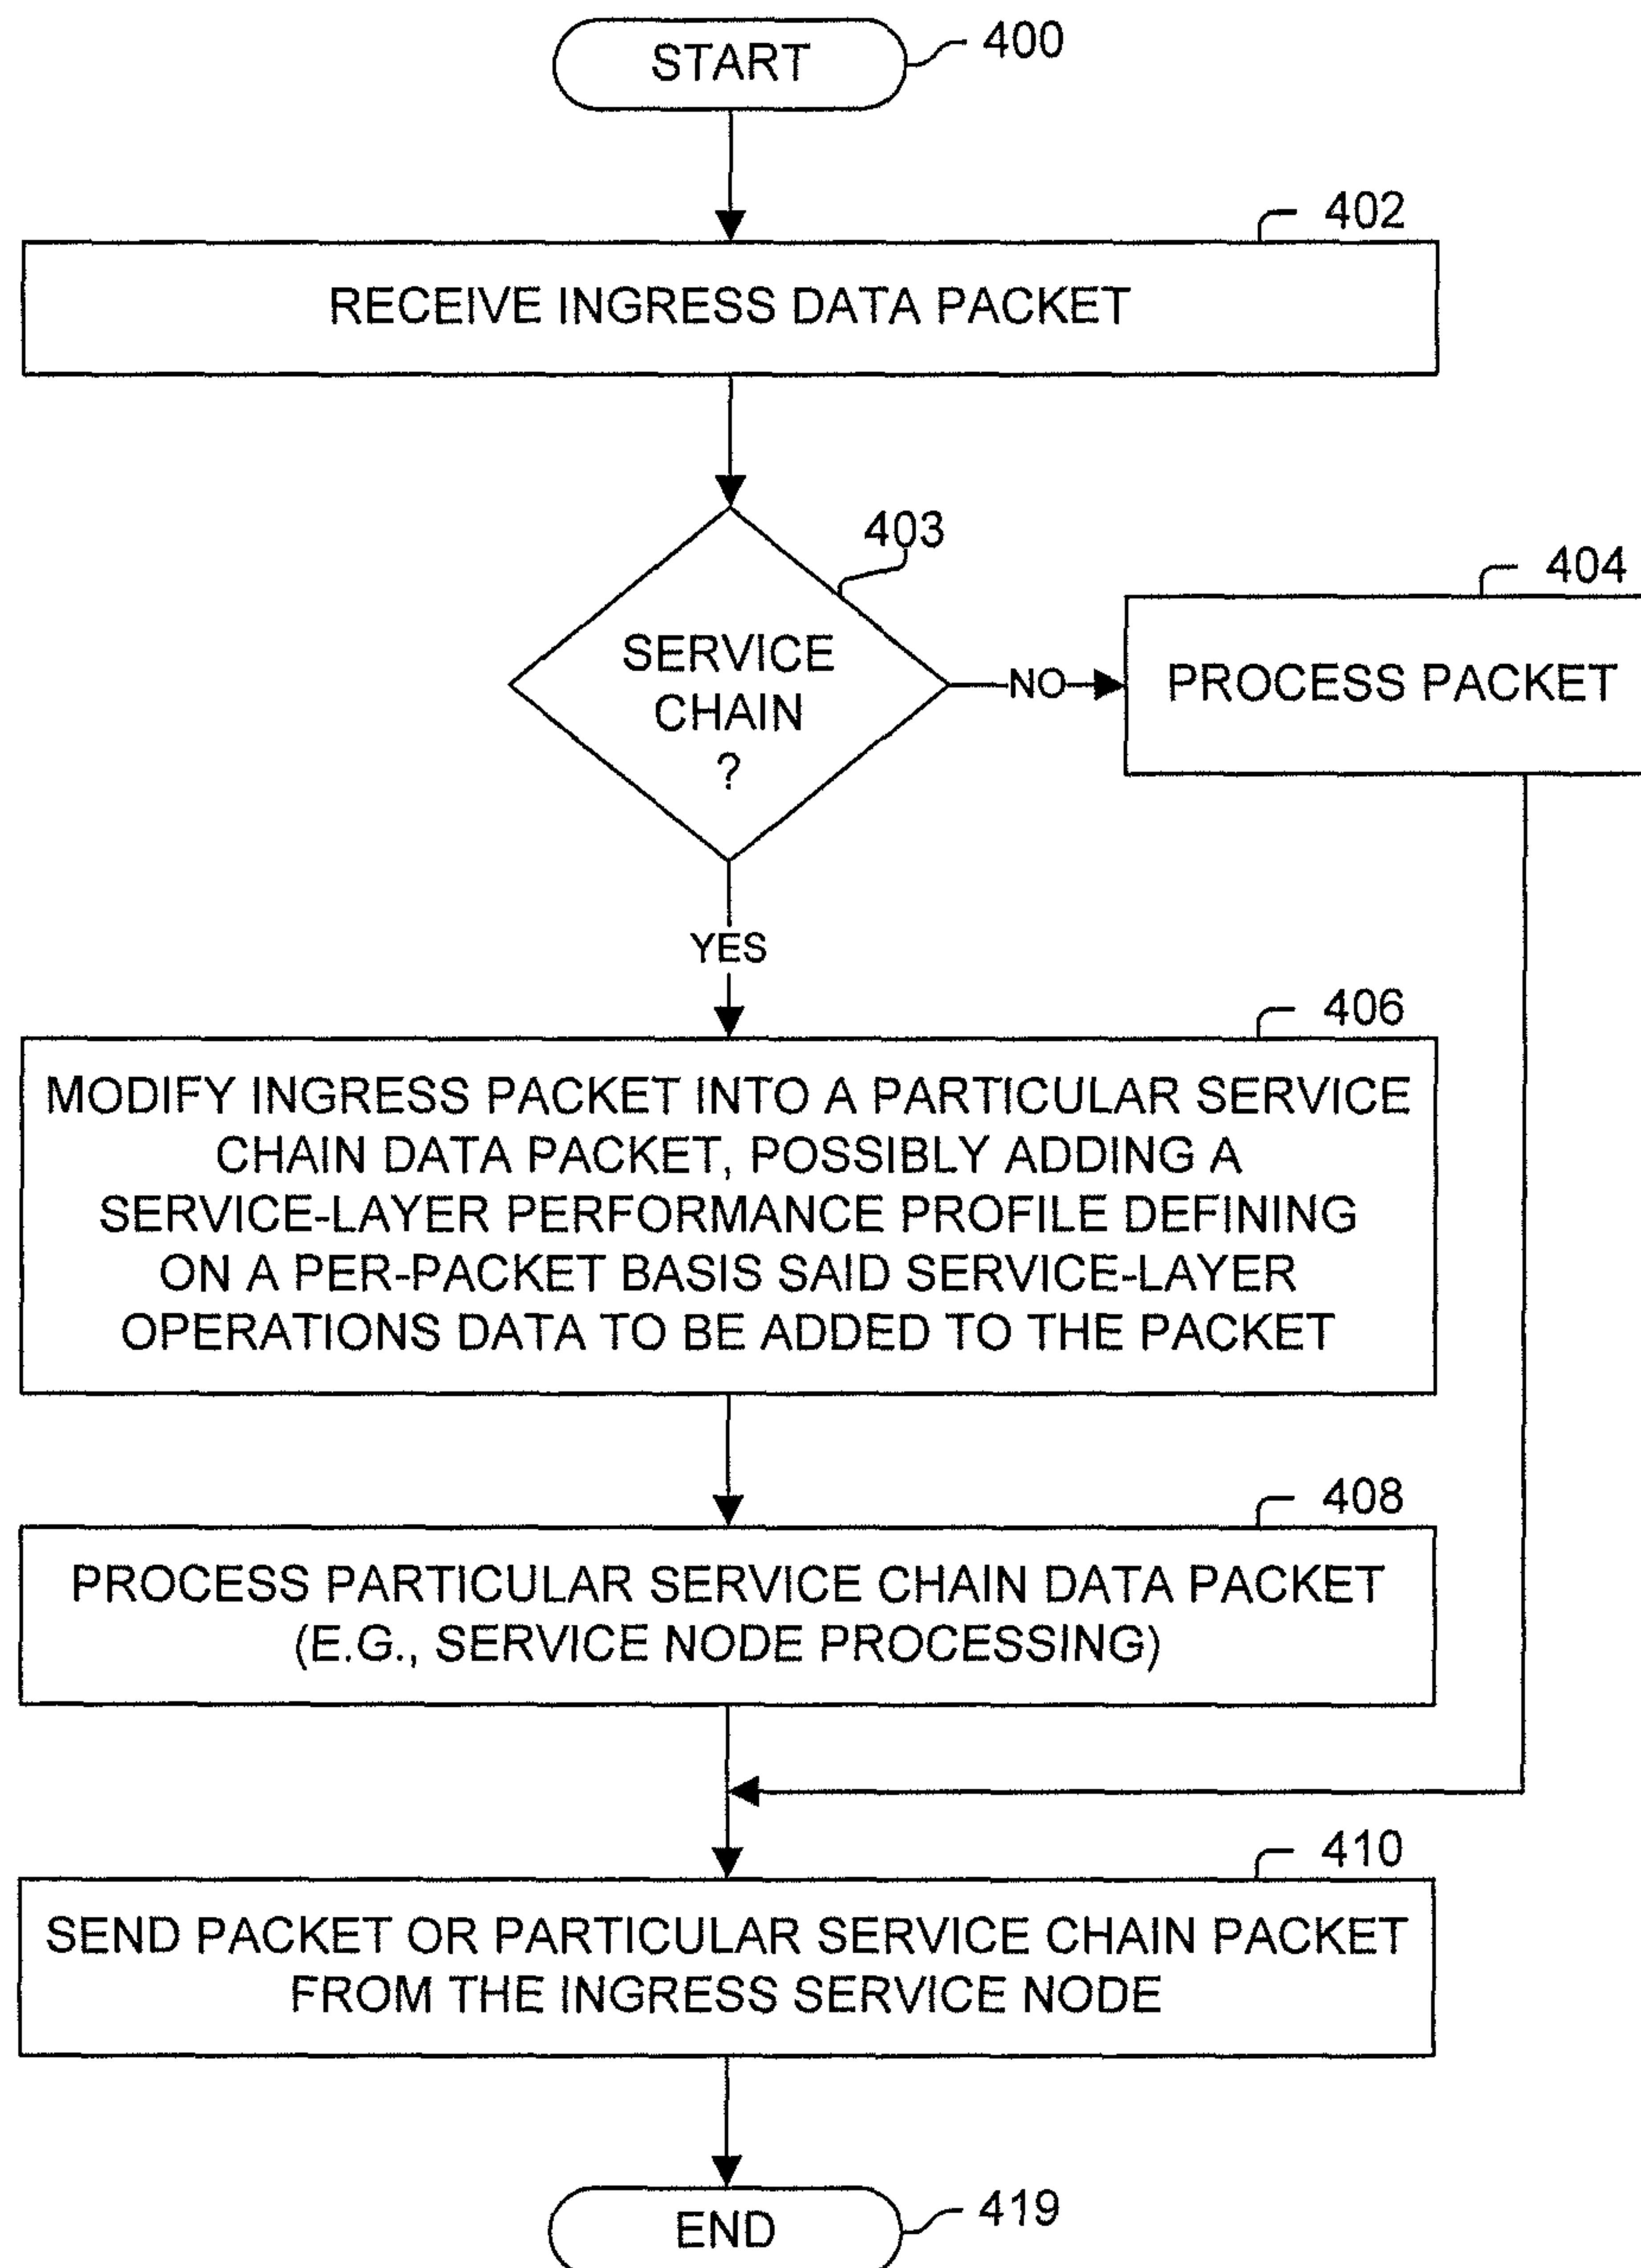 START
400
402
RECEIVE INGRESS DATA PACKET
403
SERVICE
CHAIN
?
NO
404
PROCESS PACKET
YES
406
MODIFY INGRESS PACKET INTO A PARTICULAR SERVICE
CHAIN DATA PACKET, POSSIBLY ADDING A
SERVICE-LAYER PERFORMANCE PROFILE DEFINING
ON A PER-PACKET BASIS SAID SERVICE-LAYER
OPERATIONS DATA TO BE ADDED TO THE PACKET
408
PROCESS PARTICULAR SERVICE CHAIN DATA PACKET
(E.G., SERVICE NODE PROCESSING)
410
SEND PACKET OR PARTICULAR SERVICE CHAIN PACKET
FROM THE INGRESS SERVICE NODE
END
419